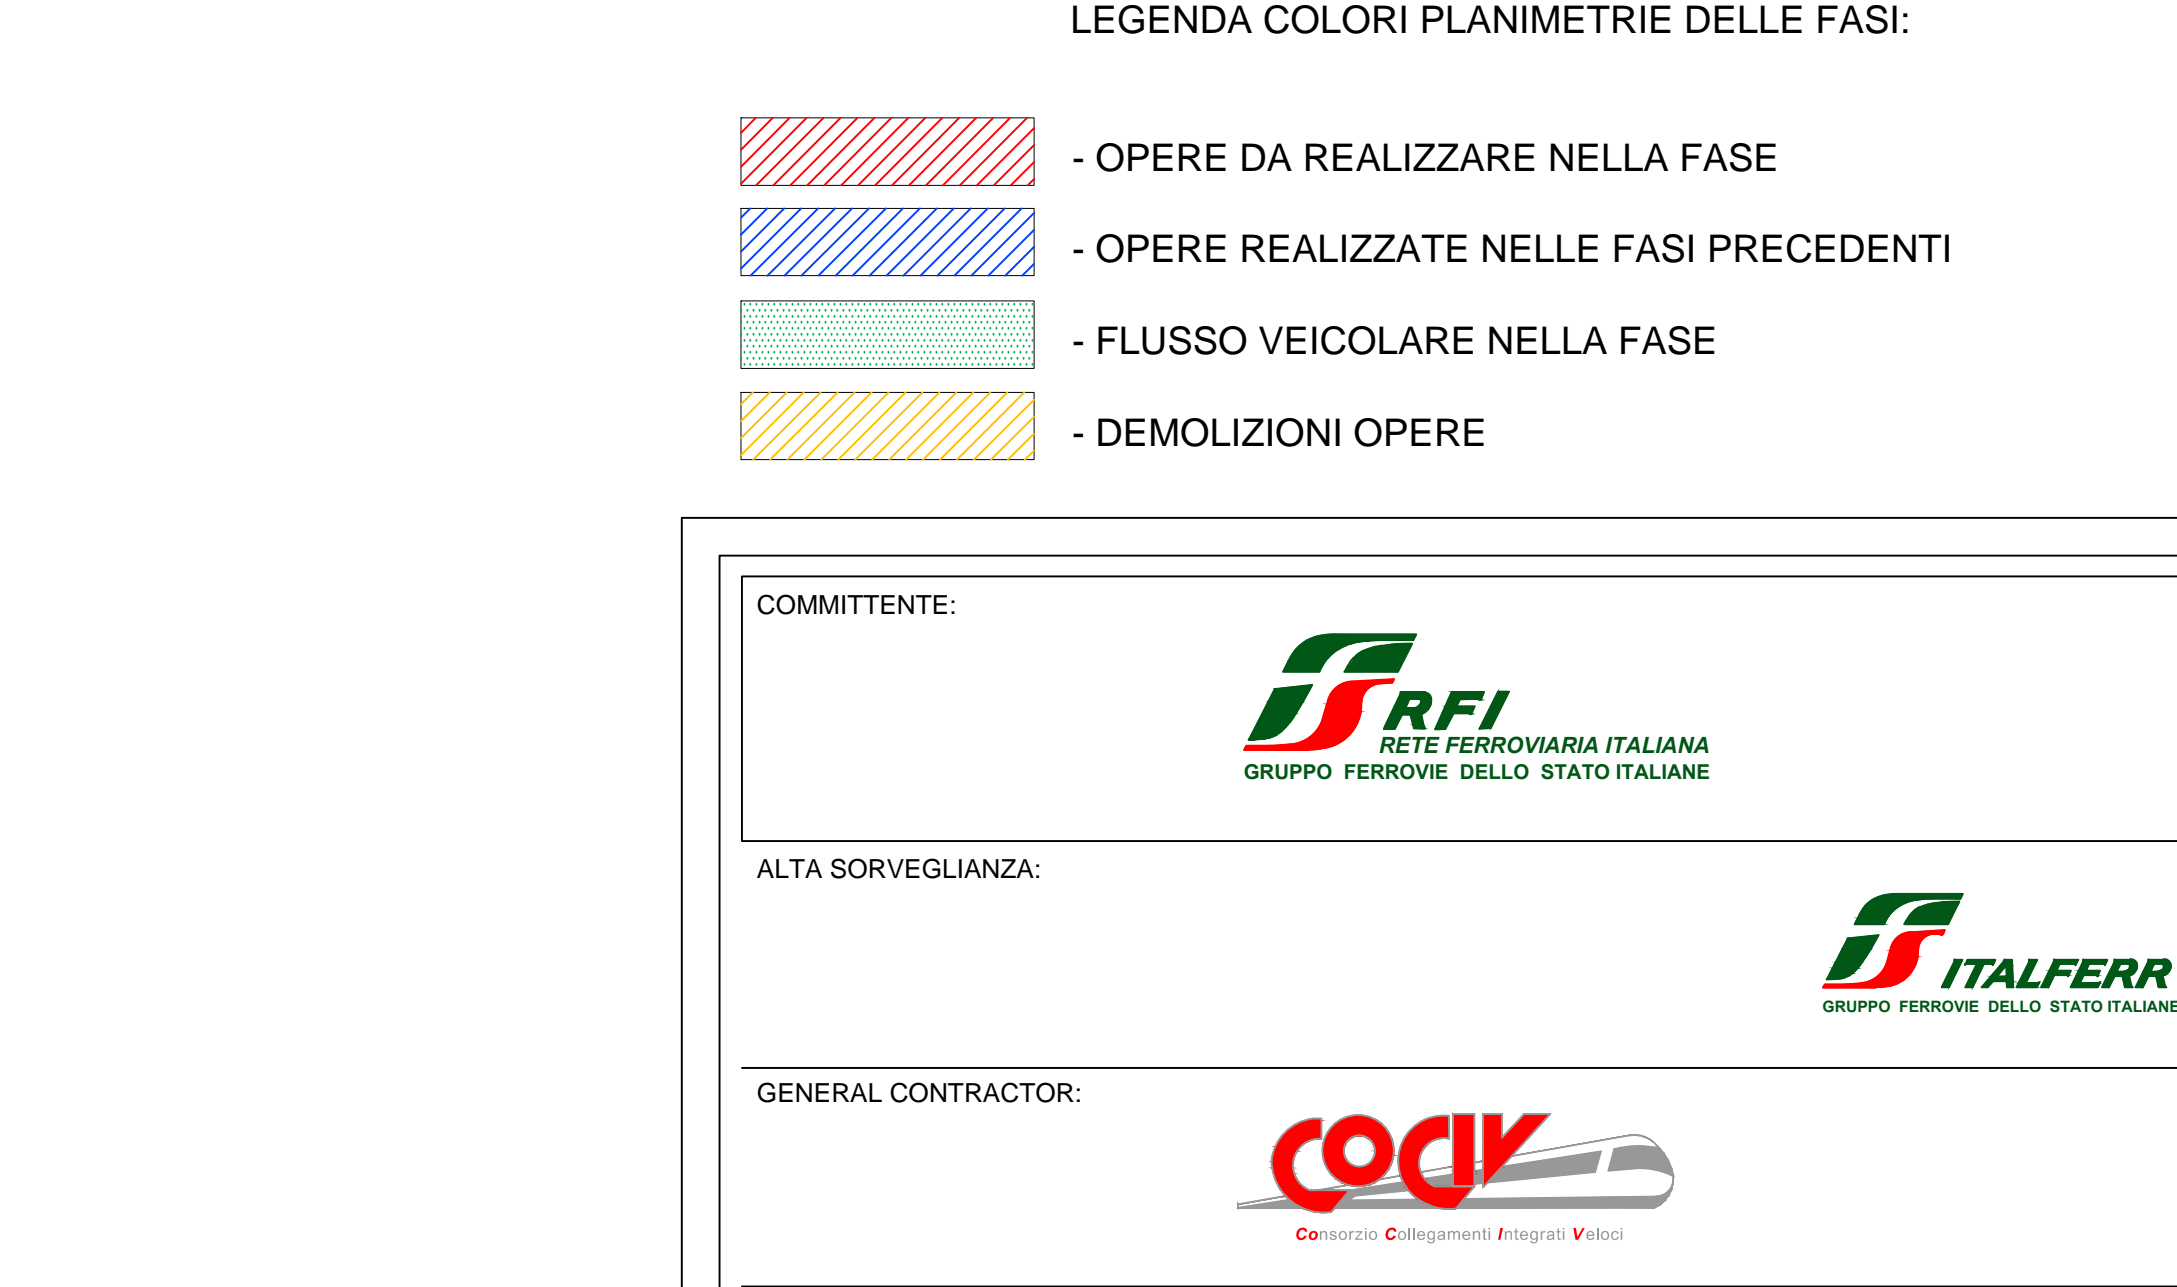 LEGENDA COLORI PLANIMETRIE DELLE FASI:
- OPERE DA REALIZZARE NELLA FASE
- OPERE REALIZZATE NELLE FASI PRECEDENTI
- FLUSSO VEICOLARE NELLA FASE
- DEMOLIZIONI OPERE
COMMITTENTE:
RFI
RETE FERROVIARIA ITALIANA
GRUPPO FERROVIE DELLO STATO ITALIANE
ALTA SORVEGLIANZA:
ITALFERR
GRUPPO FERROVIE DELLO STATO ITALIANE
GENERAL CONTRACTOR:
COCIV
Consorzio Collegamenti Integrati Veloci